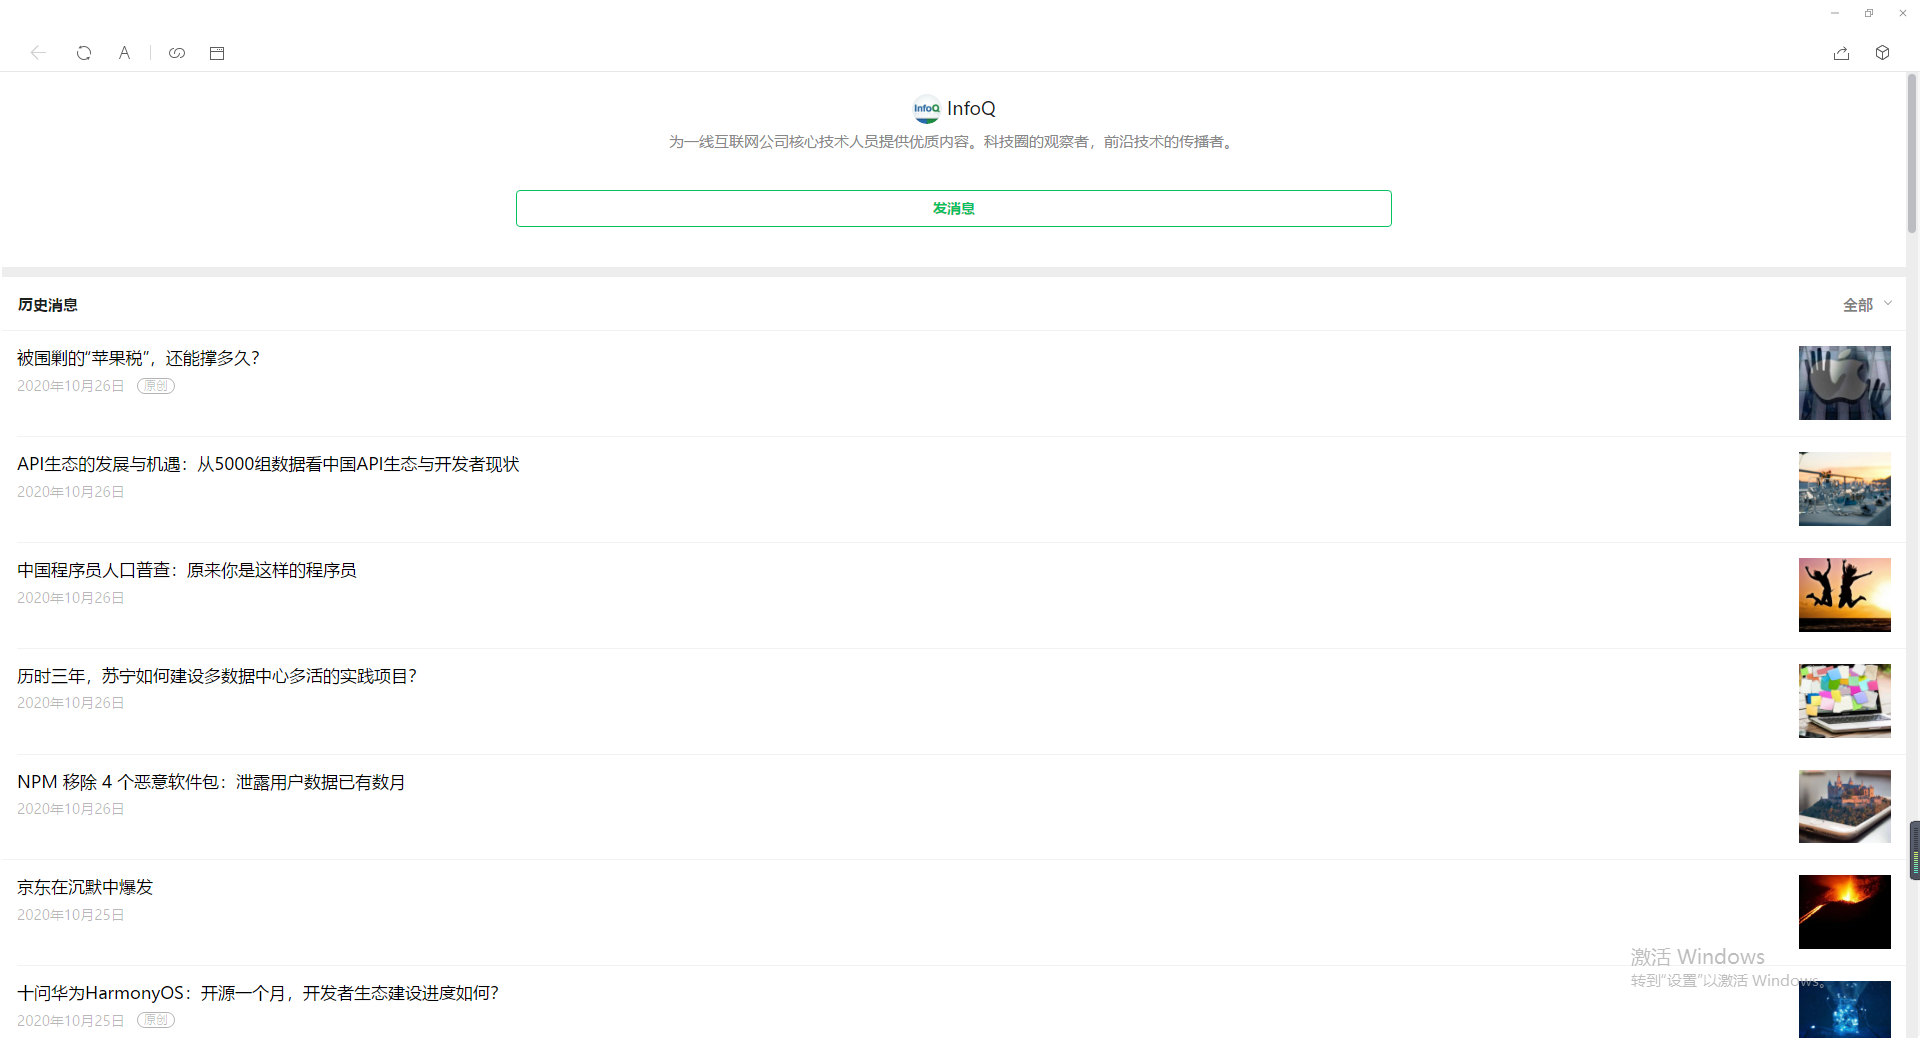 A
InfoQ InfoQ
为一线互联网公司核心技术人员提供优质内容。科技圈的观察者，前沿技术的传播者。
发消息
历史消息
全部
被围剿的“苹果税”，还能撑多久？
2020年10月26日 原创
API生态的发展与机遇：从5000组数据看中国API生态与开发者现状
2020年10月26日
中国程序员人口普查：原来你是这样的程序员
2020年10月26日
历时三年，苏宁如何建设多数据中心多活的实践项目？
2020年10月26日
NPM 移除 4 个恶意软件包：泄露用户数据已有数月
2020年10月26日
京东在沉默中爆发
2020年10月25日
激活 Windows
转到“设置”以激活 Windows。
十问华为HarmonyOS：开源一个月，开发者生态建设进度如何？
2020年10月25日 原创